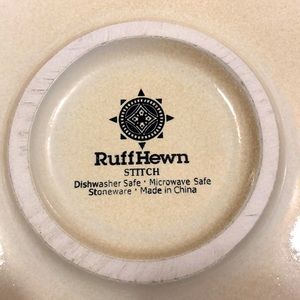 RuffHewn
STITCH
Dishwasher Safe · Microwave Safe
Stoneware · Made in China